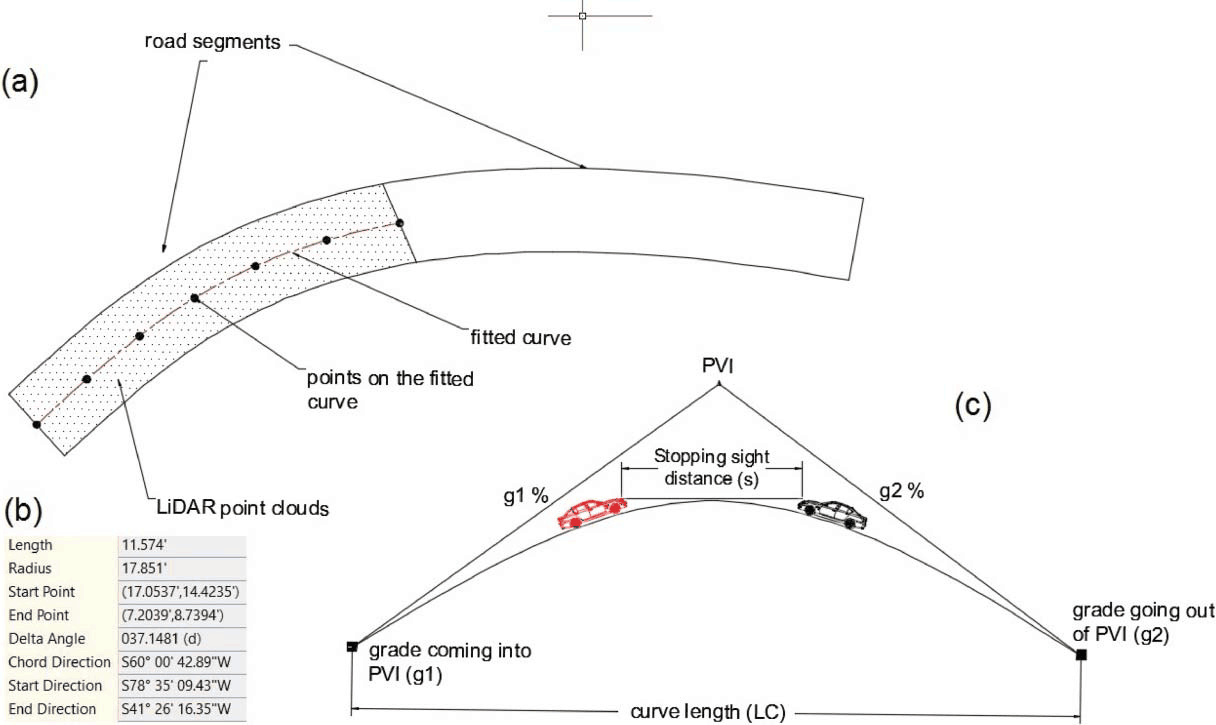 road segments
(a)
fitted curve
points on the fitted
curve
LiDAR point clouds
(b)
Length 11.574'
Radius 17.851'
Start Point (17.0537',14.4235')
End Point (7.2039',8.7394')
Delta Angle 037.1481 (d)
Chord Direction S60° 00' 42.89"W
Start Direction S78° 35' 09.43"W
End Direction S41° 26' 16.35"W
PVI
(c)
Stopping sight
distance (s)
g1 %
g2 %
grade coming into
PVI (g1)
grade going out
of PVI (g2)
curve length (LC)